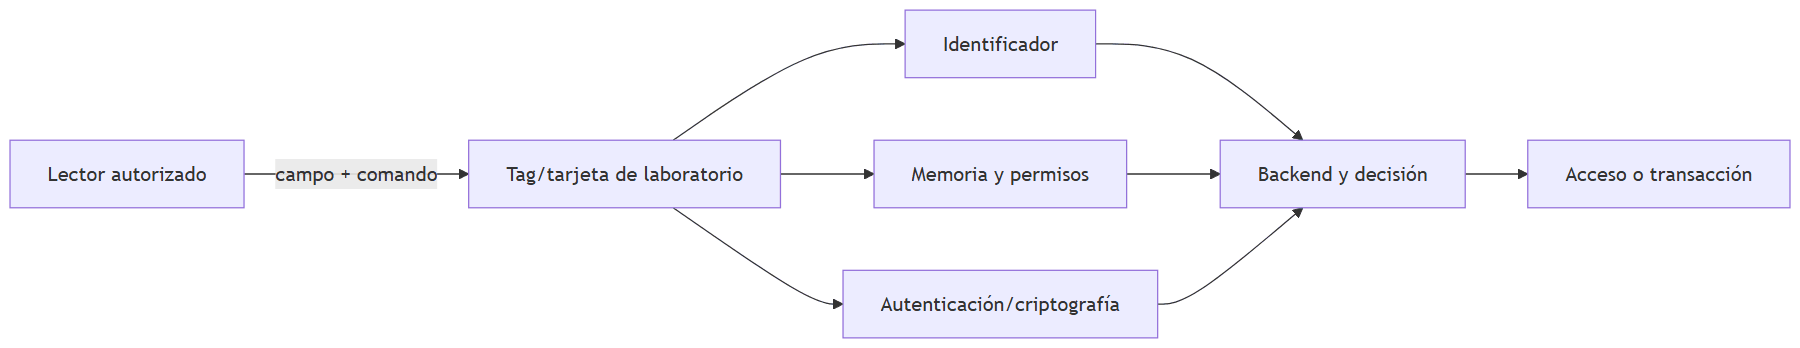 Lector autorizado
campo + comando
Tag/tarjeta de laboratorio
Identificador
Memoria y permisos
Autenticación/criptografía
Backend y decisión
Acceso o transacción